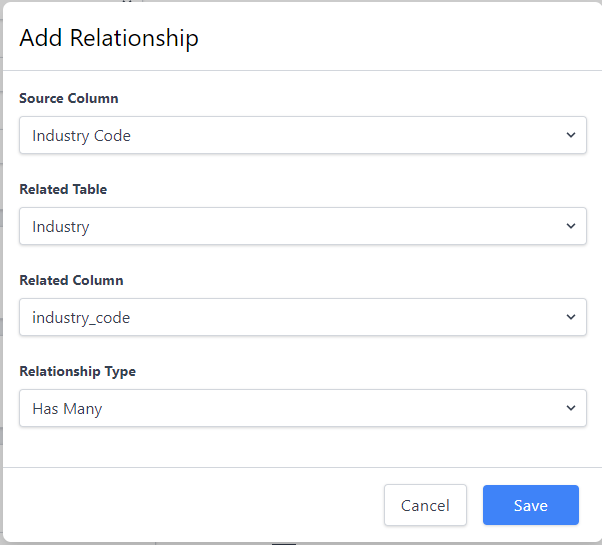 Add Relationship
Source Column
Industry Code
Related Table
Industry
Related Column
industry_code
Relationship Type
Has Many
Cancel
Save